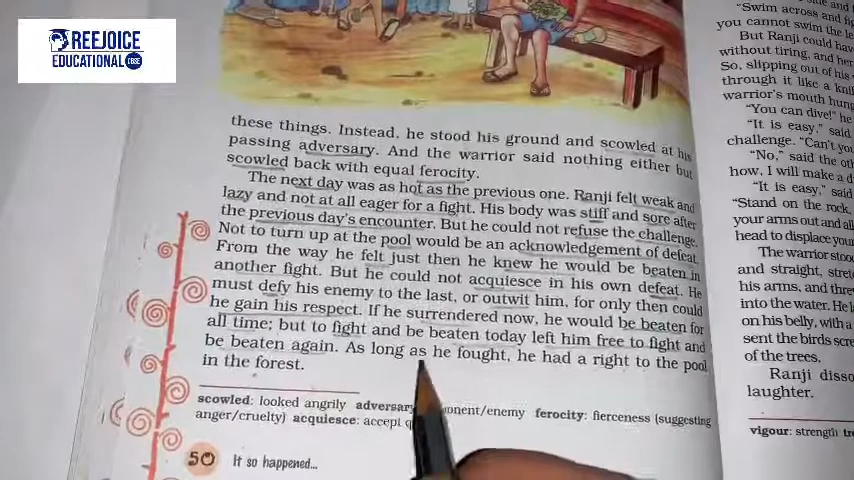 REEJOICE
EDUCATIONAL CBSE
these things. Instead, he stood his ground and scowled at his
passing adversary. And the warrior said nothing either but
scowled back with equal ferocity.
The next day was as hot as the previous one. Ranji felt weak and
lazy and not at all eager for a fight. His body was stiff and sore after
the previous day's encounter. But he could not refuse the challenge.
Not to turn up at the pool would be an acknowledgement of defeat.
From the way he felt just then he knew he would be beaten in
another fight. But he could not acquiesce in his own defeat. He
must defy his enemy to the last, or outwit him, for only then could
he gain his respect. If he surrendered now, he would be beaten for
all time; but to fight and be beaten today left him free to fight and
be beaten again. As long as he fought, he had a right to the pool
in the forest.
scowled: looked angrily adversary ponent/enemy ferocity: fierceness (suggesting
anger/cruelty) acquiesce: accept
50 It so happened...
"Swim across and
you cannot swim the
But Ranji could have
without tiring, and
So, slipping out of his
through it like a
warrior's mouth hung
"You can dive!" he
"It is easy," said
challenge. "Can't you
"No," said the
how, I will make a
"It is easy," said
"Stand on the rock,
your arms out and all
head to displace your
The warrior stood
and straight,
his arms, and
into the water. He
on his belly, with a
sent the birds
of the trees.
Ranji
laughter.
vigour: strength